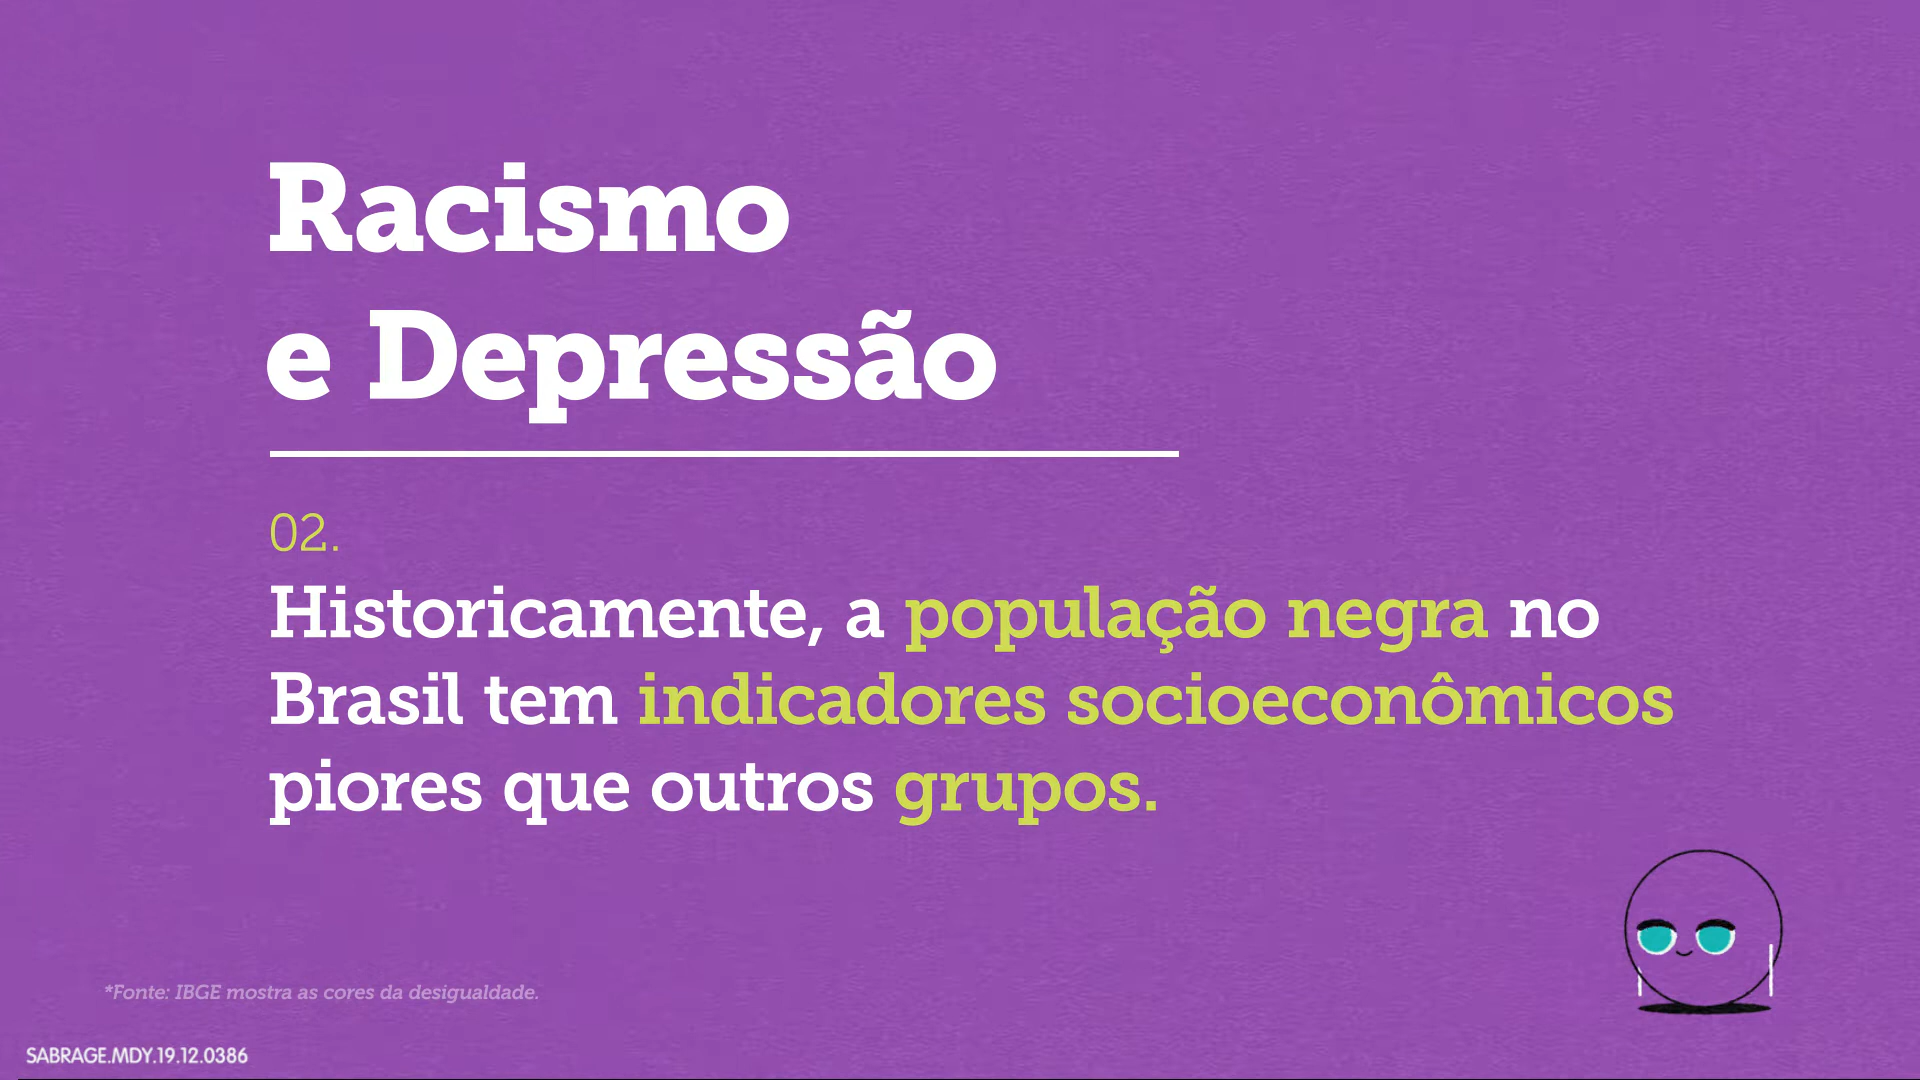 Racismo
e Depressão
02.
Historicamente, a população negra no
Brasil tem indicadores socioeconômicos
piores que outros grupos.
*Fonte: IBGE mostra as cores da desigualdade.
SABRAGE.MDY.19.12.0386